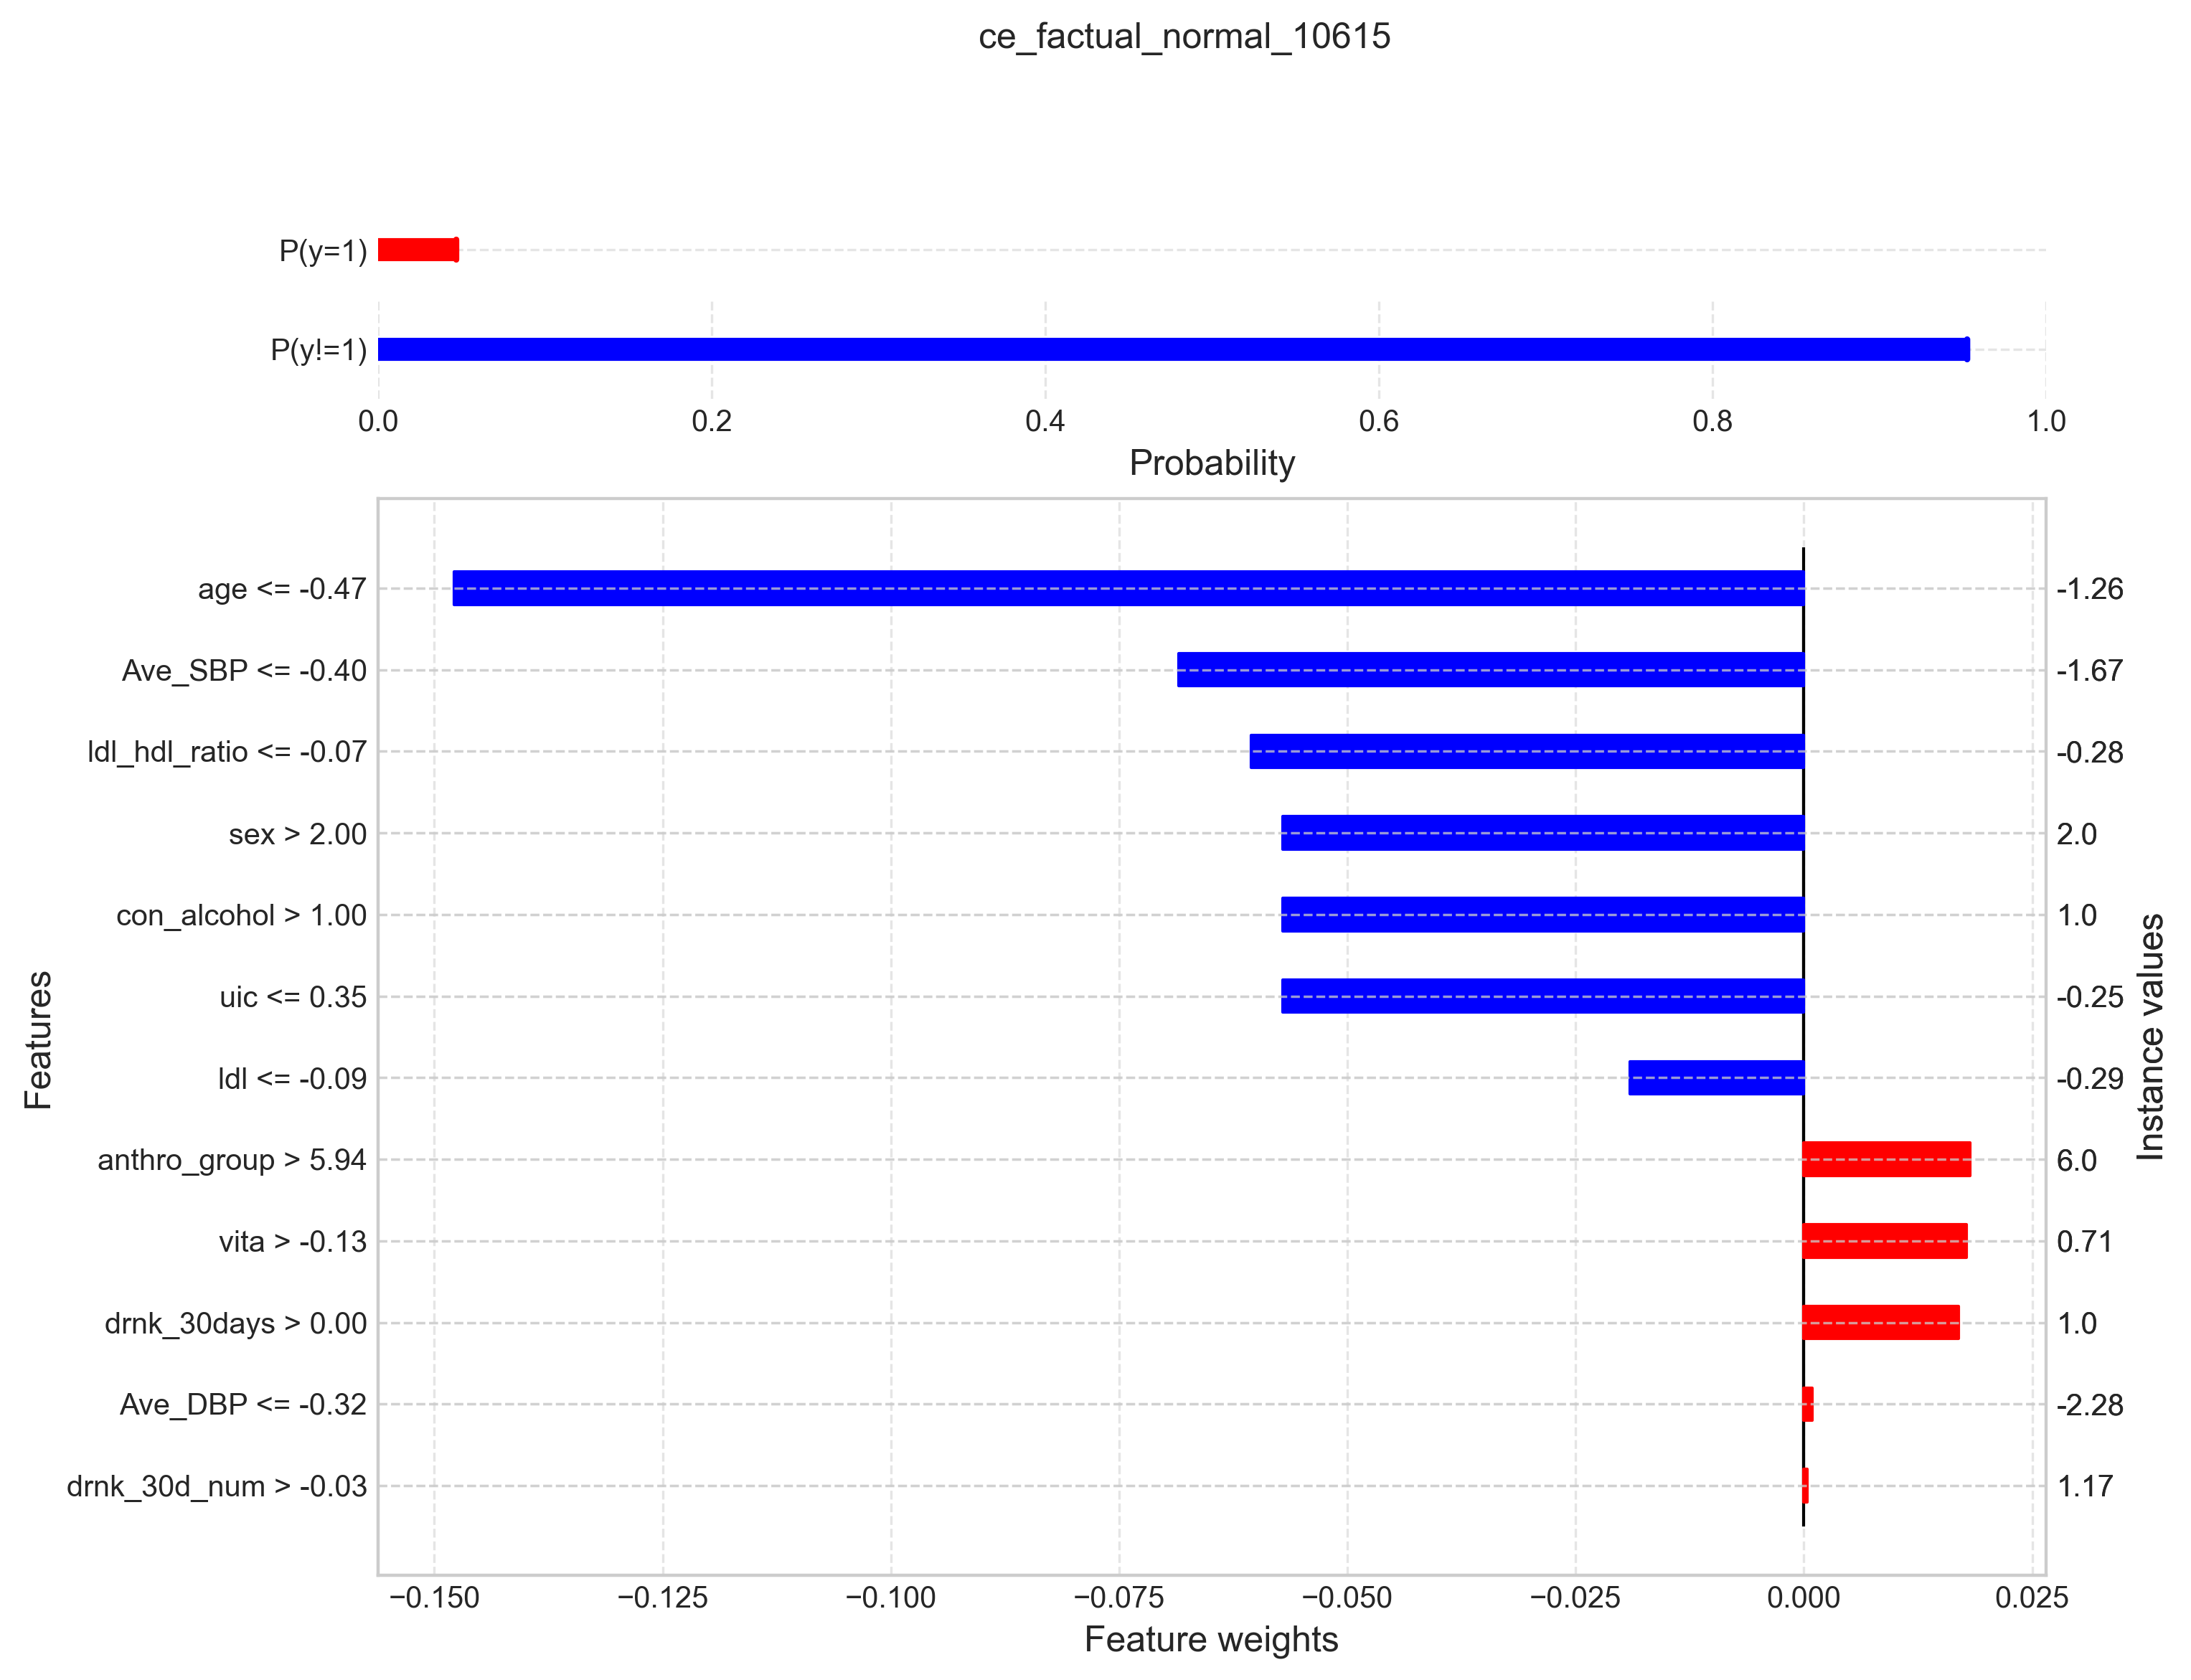 ce_factual_normal_10615
P(y=1)
P(y!=1)
0.0 0.2 0.4 0.6 0.8 1.0
Probability
age <= -0.47 -1.26
Ave_SBP <= -0.40 -1.67
ldl_hdl_ratio <= -0.07 -0.28
sex > 2.00 2.0
con_alcohol > 1.00 1.0
uic <= 0.35 -0.25
ldl <= -0.09 -0.29
anthro_group > 5.94 6.0
vita > -0.13 0.71
drnk_30days > 0.00 1.0
Ave_DBP <= -0.32 -2.28
drnk_30d_num > -0.03 1.17
Features
Instance values
−0.150 −0.125 −0.100 −0.075 −0.050 −0.025 0.000 0.025
Feature weights